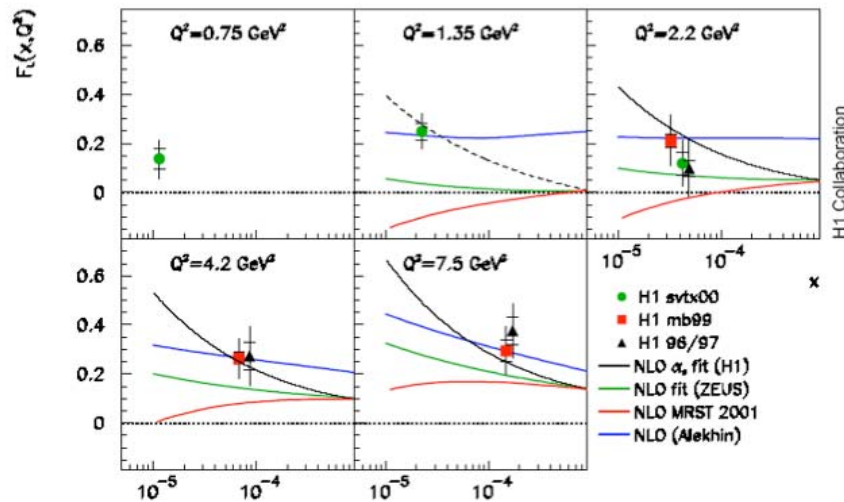 F_L(x,Q²)
Q²=0.75 GeV²
Q²=1.35 GeV²
Q²=2.2 GeV²
0.6
0.4
0.2
0
H1 Collaboration
Q²=4.2 GeV²
Q²=7.5 GeV²
10⁻⁵
10⁻⁴
x
0.6
0.4
0.2
0
H1 svtx00
H1 mb99
H1 96/97
NLO αₛ fit (H1)
NLO fit (ZEUS)
NLO MRST 2001
NLO (Alekhin)
10⁻⁵
10⁻⁴
10⁻⁵
10⁻⁴